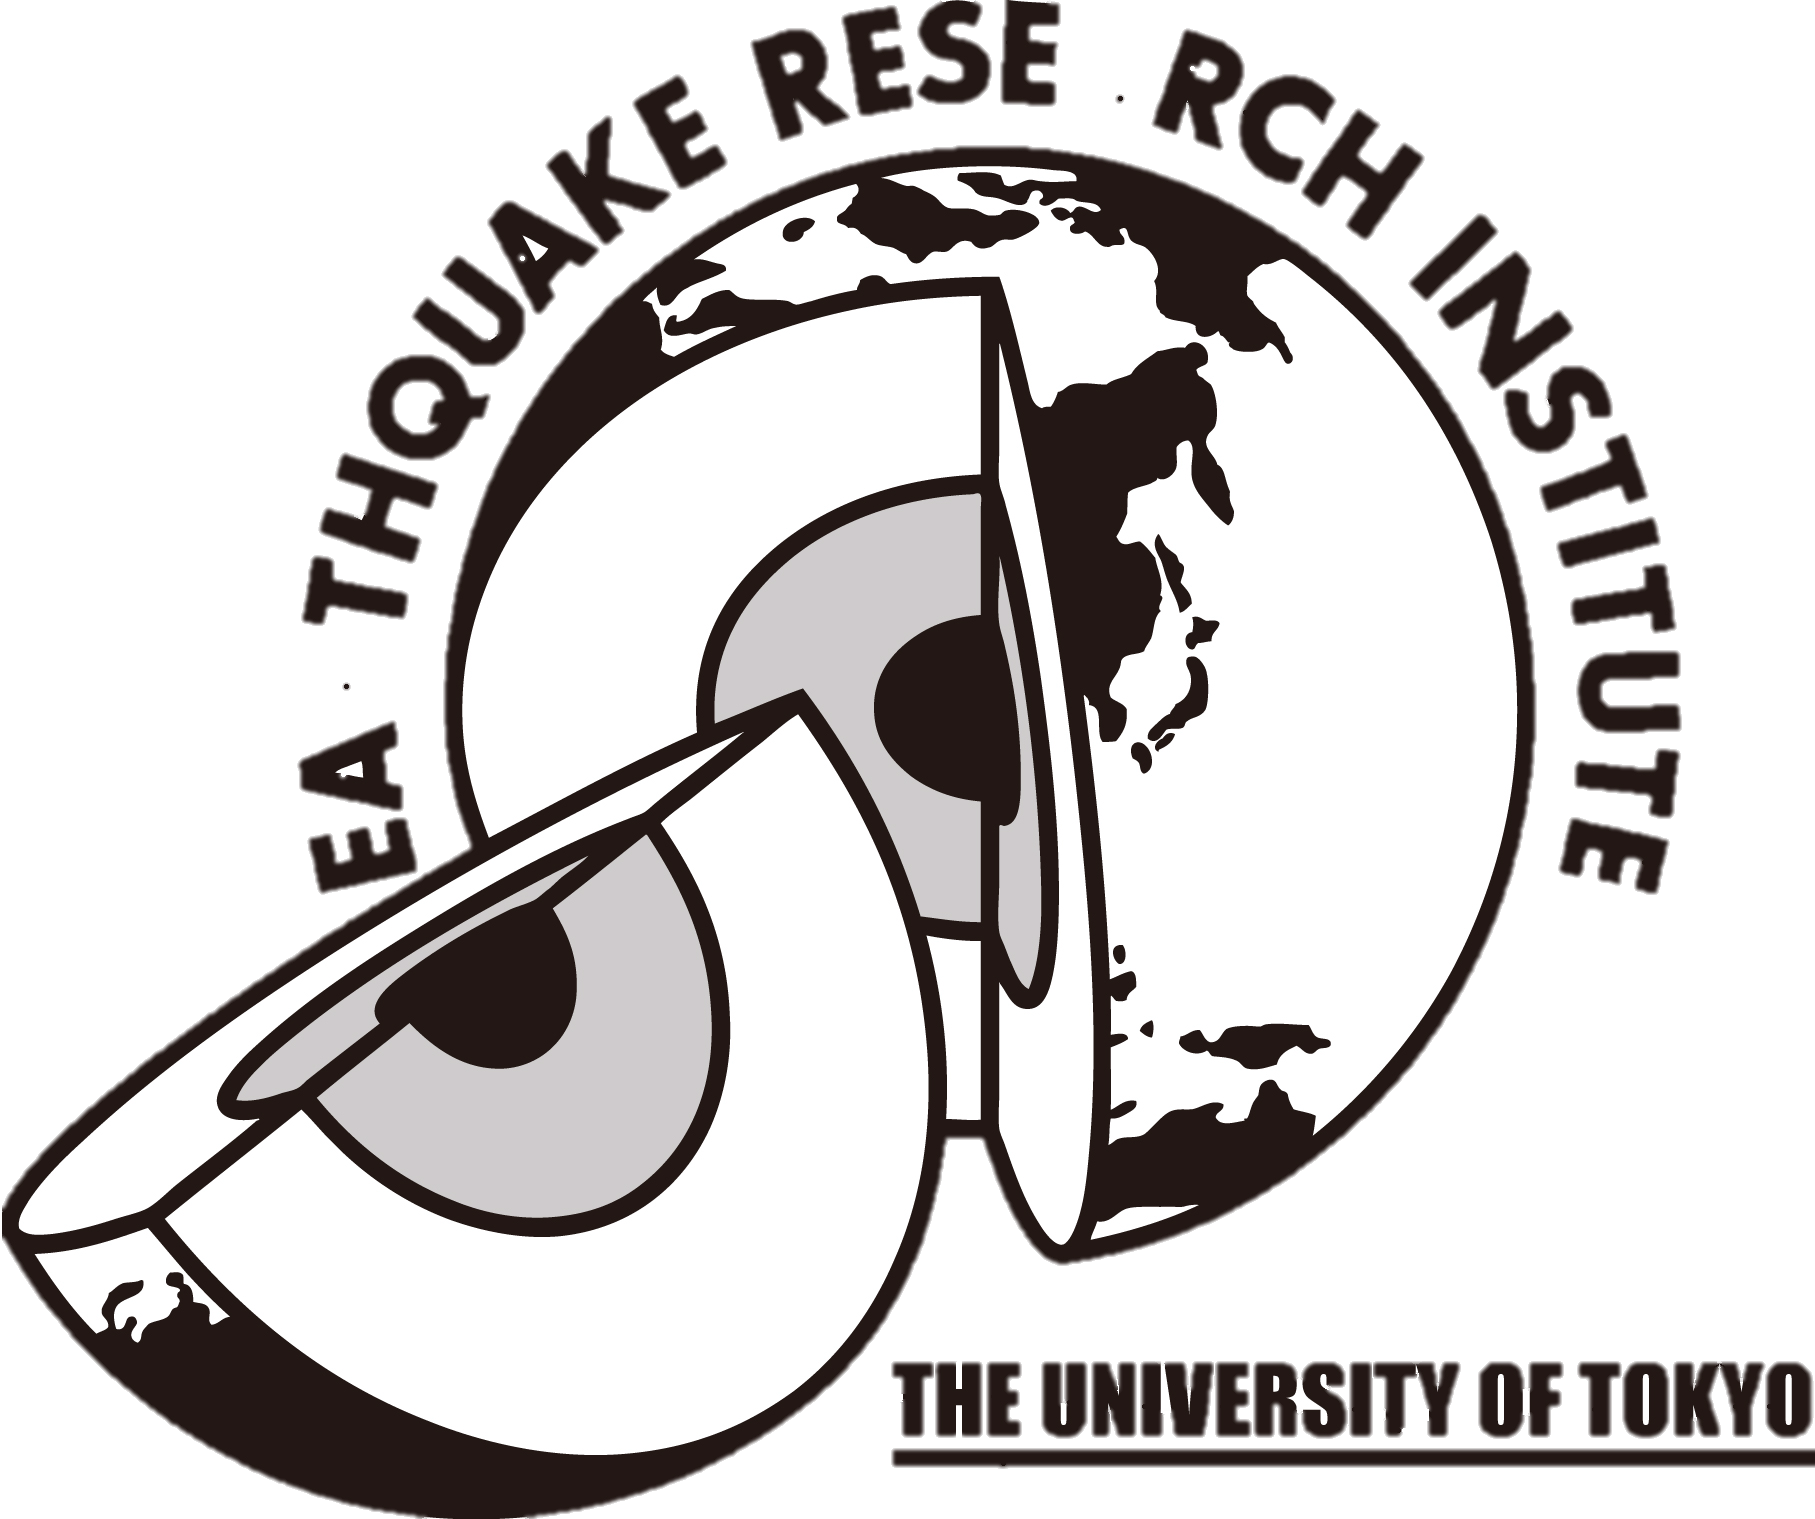 EA THQUAKE RESE RCH INSTITUTE
THE UNIVERSITY OF TOKYO